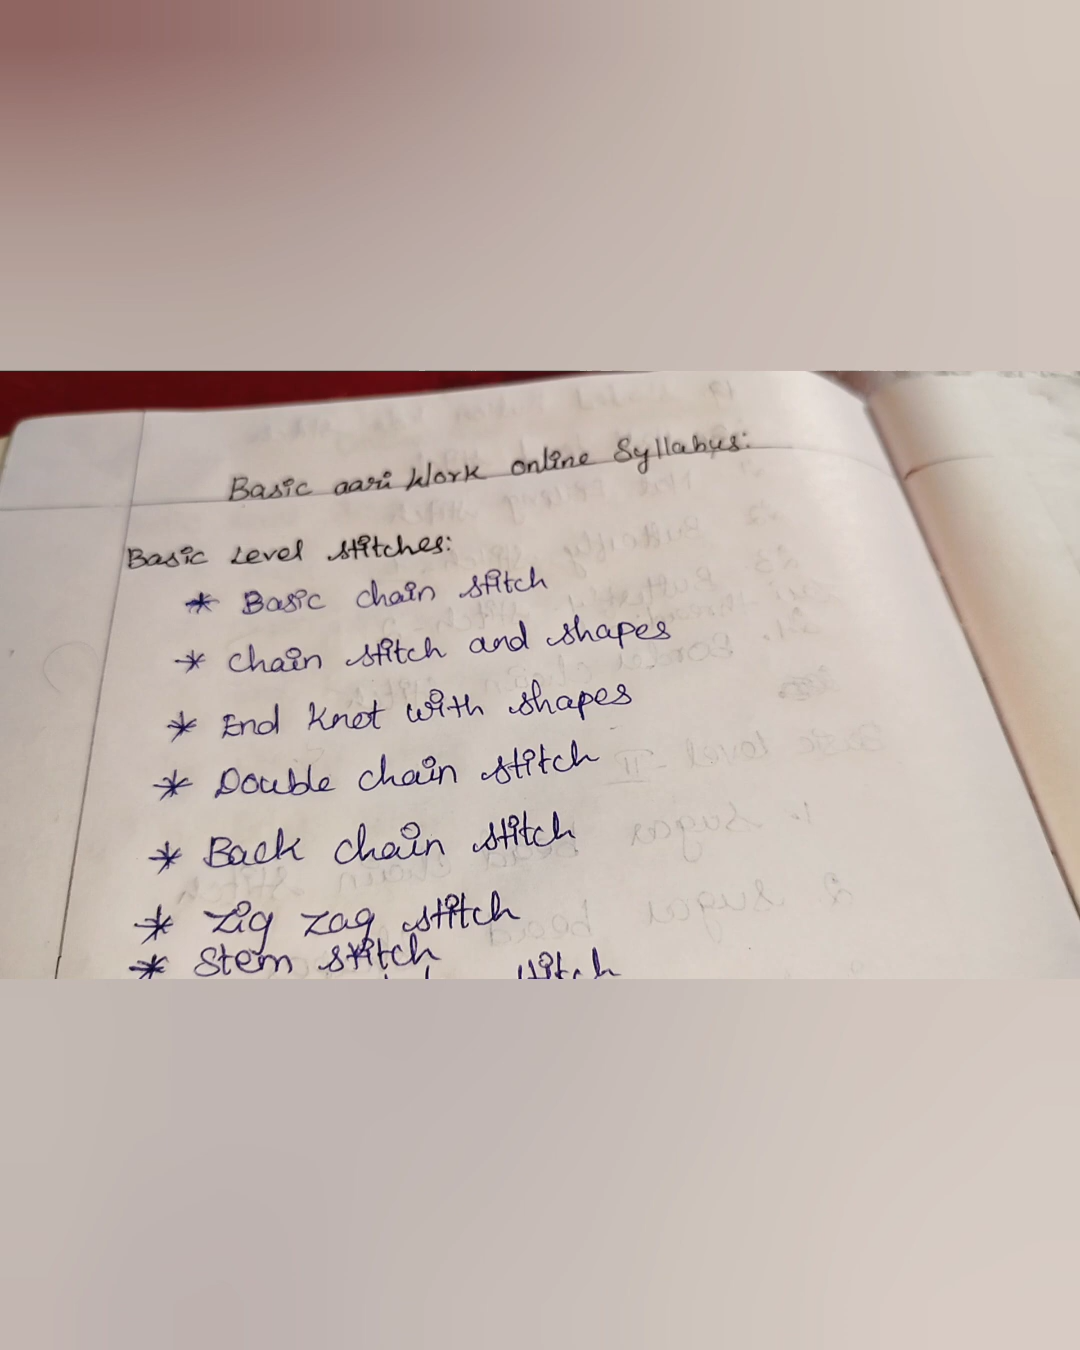 Basic aari Work online Syllabus:
Basic Level stitches:
* Basic chain stitch
* chain stitch and shapes
* End knot with shapes
* Double chain stitch
* Back chain stitch
* Zig zag stitch
* Stem stitch
stitch